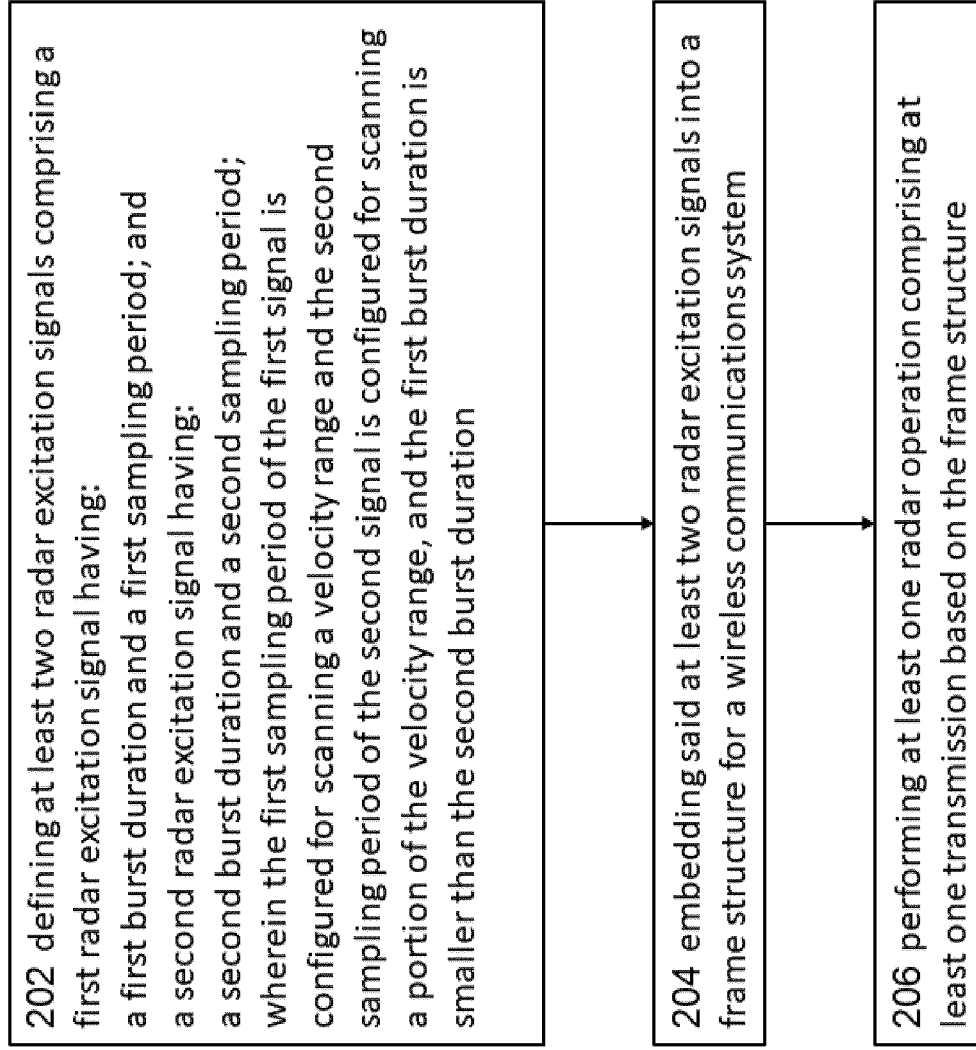 202 defining at least two radar excitation signals comprising a
first radar excitation signal having:
a first burst duration and a first sampling period; and
a second radar excitation signal having:
a second burst duration and a second sampling period;
wherein the first sampling period of the first signal is
configured for scanning a velocity range and the second
sampling period of the second signal is configured for scanning
a portion of the velocity range, and the first burst duration is
smaller than the second burst duration
204 embedding said at least two radar excitation signals into a
frame structure for a wireless communications system
206 performing at least one radar operation comprising at
least one transmission based on the frame structure